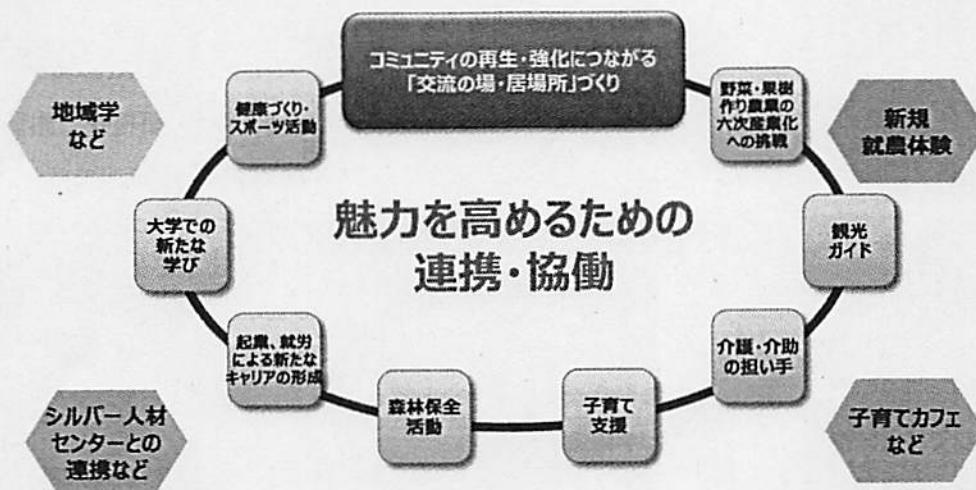 コミュニティの再生・強化につながる
「交流の場・居場所」づくり
地域学
など
健康づくり・
スポーツ活動
野菜・果樹
作り農業の
六次産業化
への挑戦
新規
就農体験
魅力を高めるための
連携・協働
大学での
新たな
学び
観光
ガイド
起業、就労
による新たな
キャリアの形成
介護・介助
の担い手
森林保全
活動
子育て
支援
シルバー人材
センターとの
連携など
子育てカフェ
など